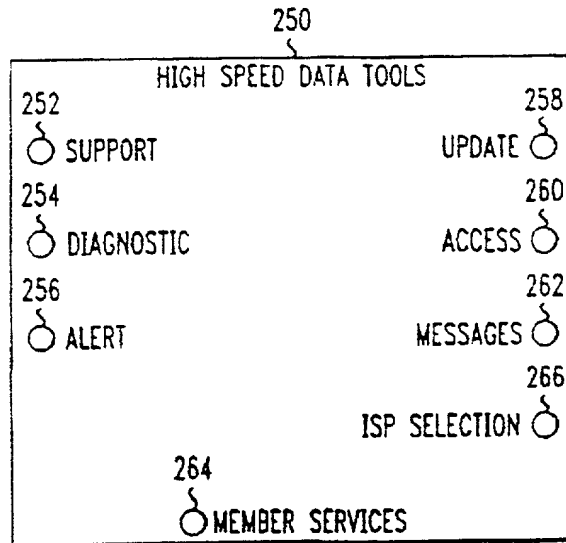 250
HIGH SPEED DATA TOOLS
252 258
SUPPORT UPDATE
254 260
DIAGNOSTIC ACCESS
256 262
ALERT MESSAGES
266
ISP SELECTION
264
MEMBER SERVICES